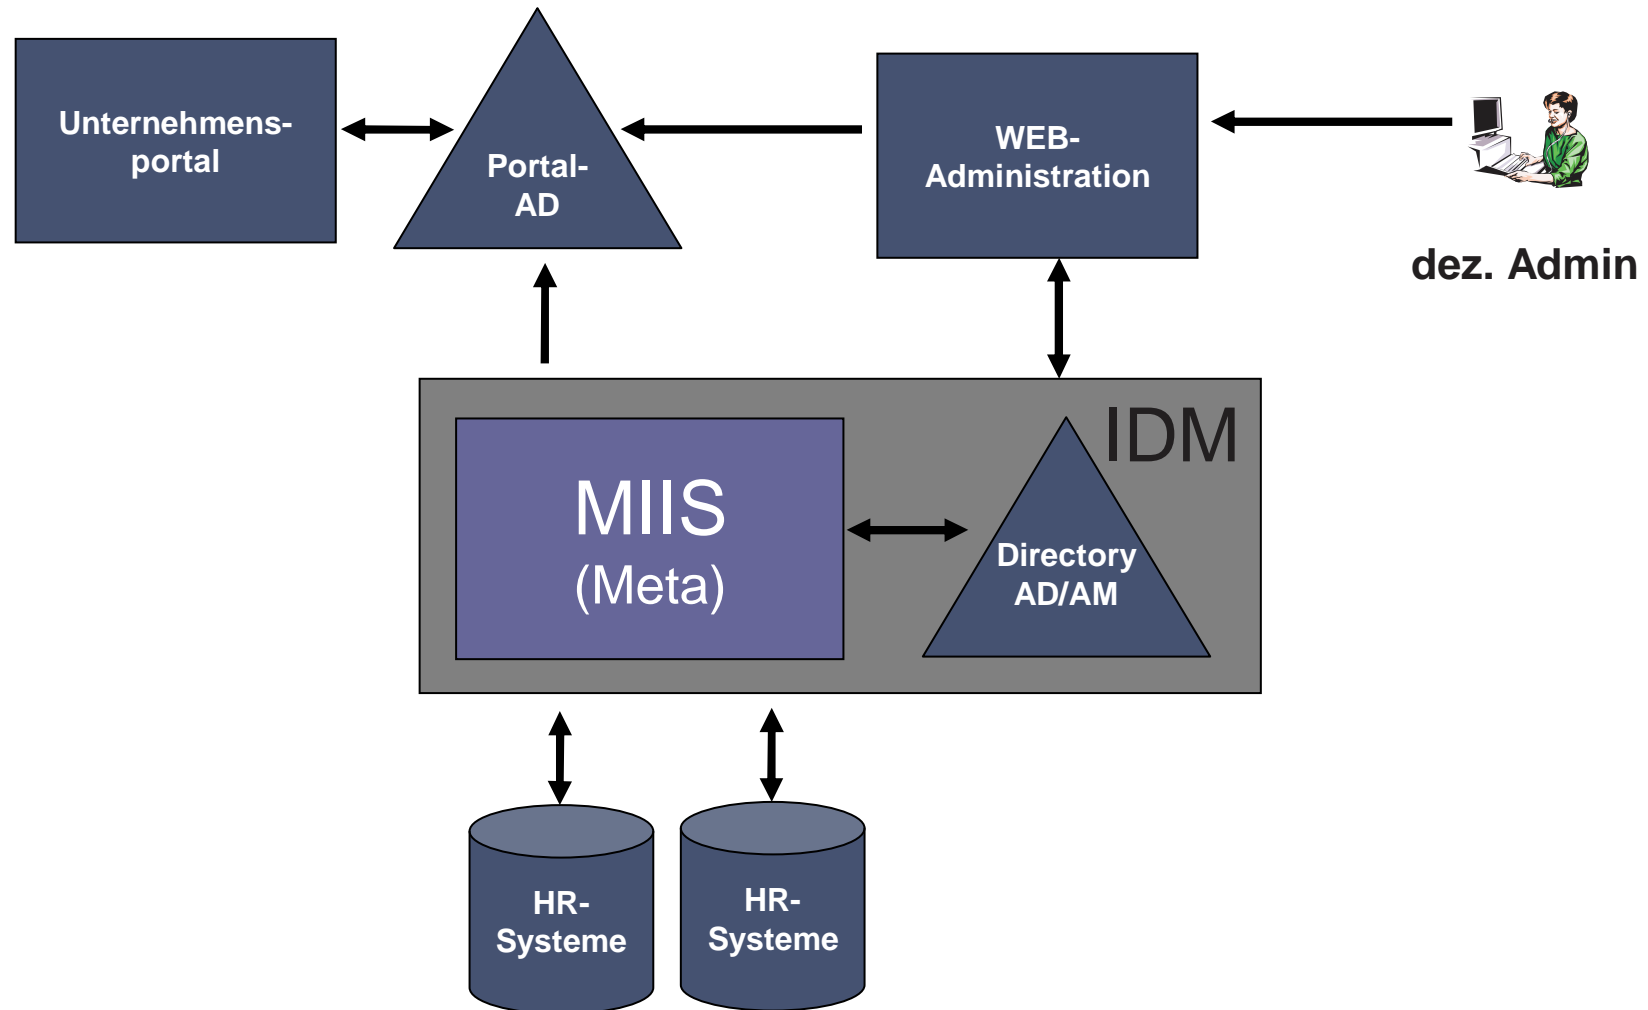 Unternehmens-
portal
Portal-
AD
WEB-
Administration
dez. Admin
IDM
MIIS
(Meta)
Directory
AD/AM
HR-
Systeme
HR-
Systeme